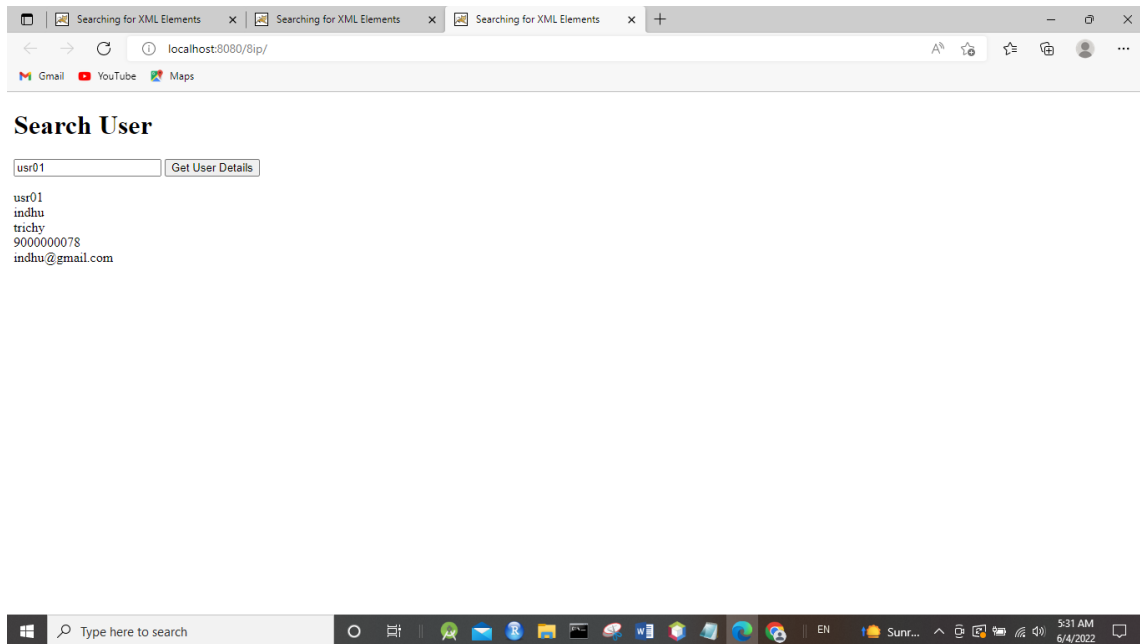 Searching for XML Elements Searching for XML Elements Searching for XML Elements
localhost:8080/8ip/
Gmail YouTube Maps
Search User
usr01 Get User Details
usr01
indhu
trichy
9000000078
indhu@gmail.com
Type here to search EN Sunr... 5:31 AM
6/4/2022